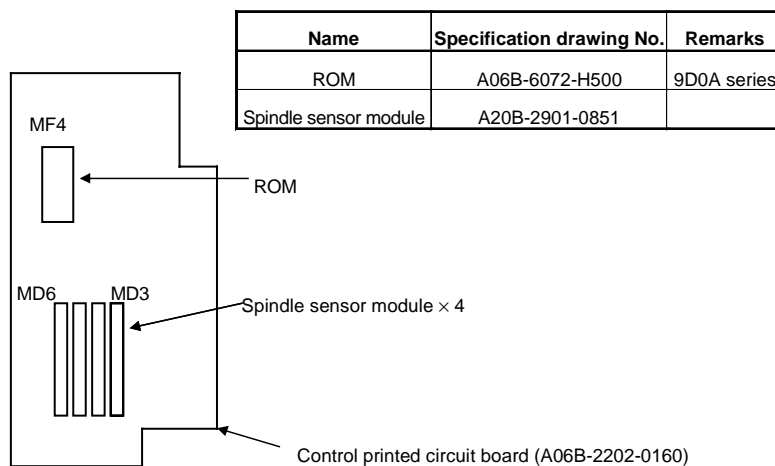 Name Specification drawing No. Remarks
ROM A06B-6072-H500 9D0A series
Spindle sensor module A20B-2901-0851
MF4
ROM
MD6 MD3
Spindle sensor module × 4
Control printed circuit board (A06B-2202-0160)